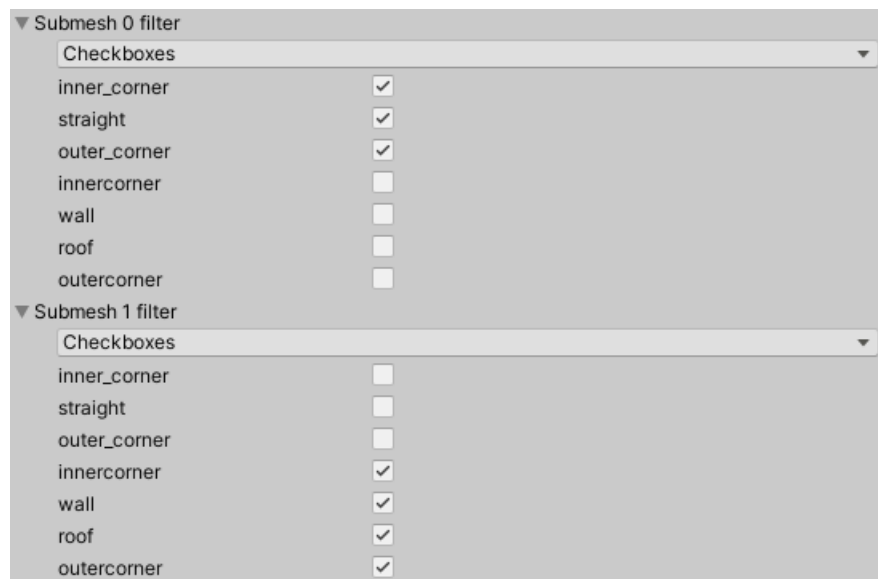 Submesh 0 filter
Checkboxes
inner_corner
straight
outer_corner
innercorner
wall
roof
outercorner
Submesh 1 filter
Checkboxes
inner_corner
straight
outer_corner
innercorner
wall
roof
outercorner